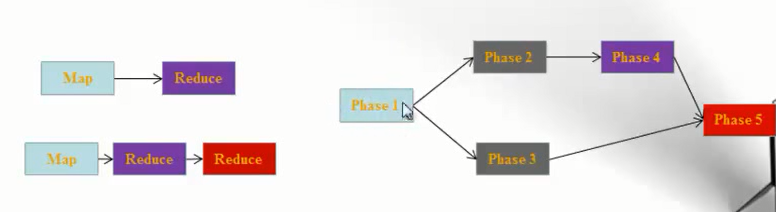 Map
Reduce
Map
Reduce
Reduce
Phase 1
Phase 2
Phase 4
Phase 3
Phase 5